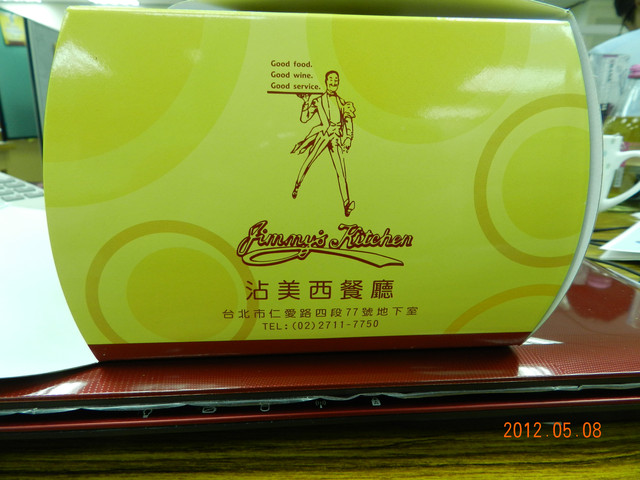 Good food.
Good wine.
Good service.
Jimmy's Kitchen
沾美西餐廳
台北市仁愛路四段77號地下室
TEL:(02)2711-7750
2012.05.08